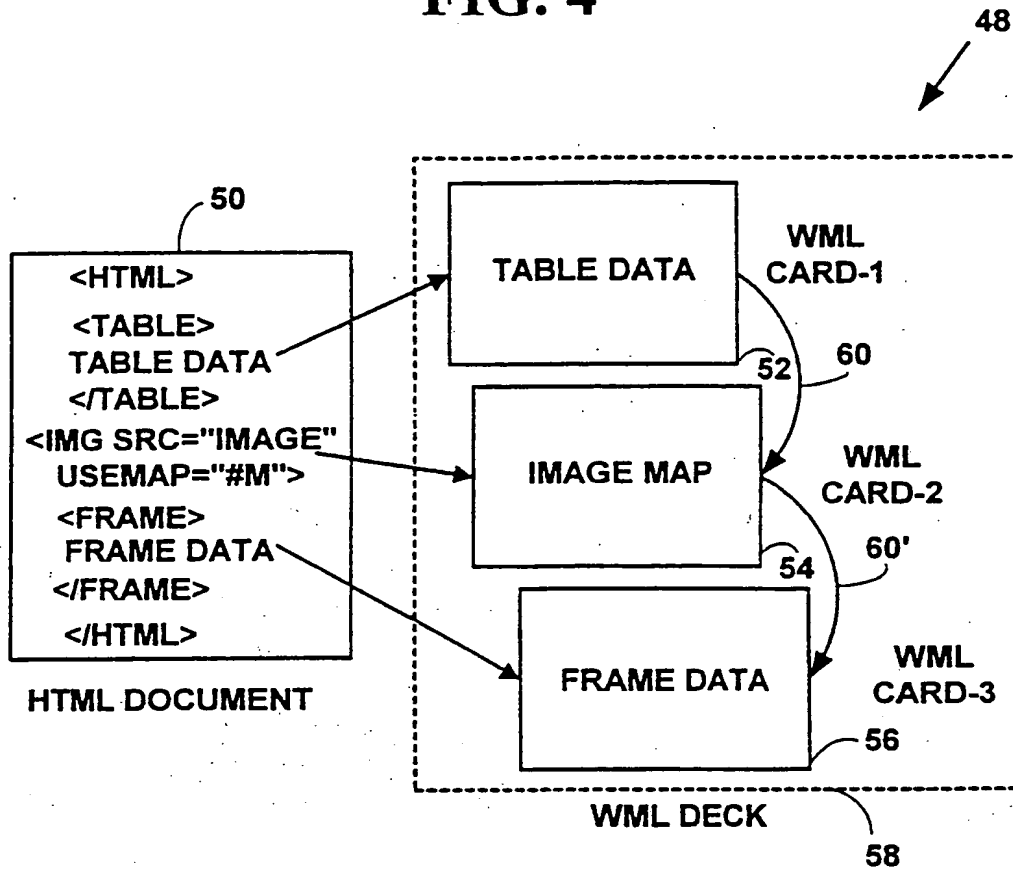 FIG. 4
48
50
<HTML>
<TABLE>
TABLE DATA
</TABLE>
<IMG SRC="IMAGE"
USEMAP="#M">
<FRAME>
FRAME DATA
</FRAME>
</HTML>
HTML DOCUMENT
TABLE DATA
WML
CARD-1
52
60
IMAGE MAP
WML
CARD-2
54
60'
FRAME DATA
WML
CARD-3
56
WML DECK
58